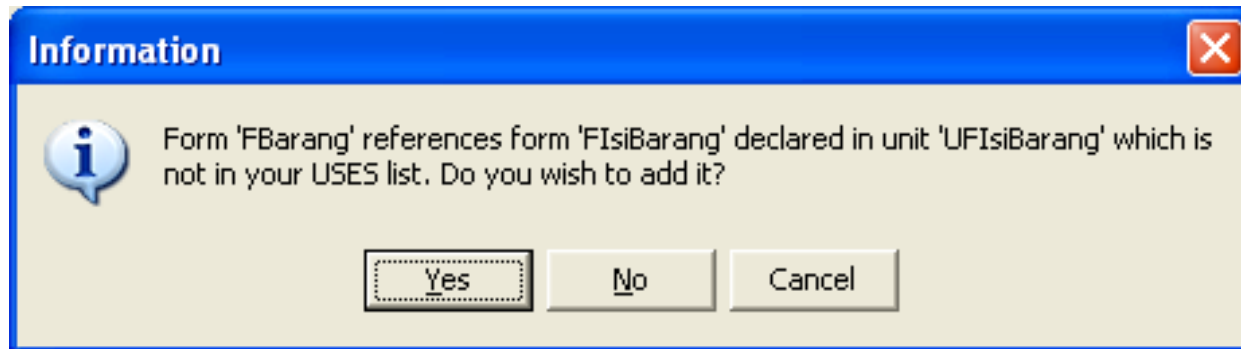 Information
Form 'FBarang' references form 'FIsiBarang' declared in unit 'UFIsiBarang' which is
not in your USES list. Do you wish to add it?
Yes No Cancel